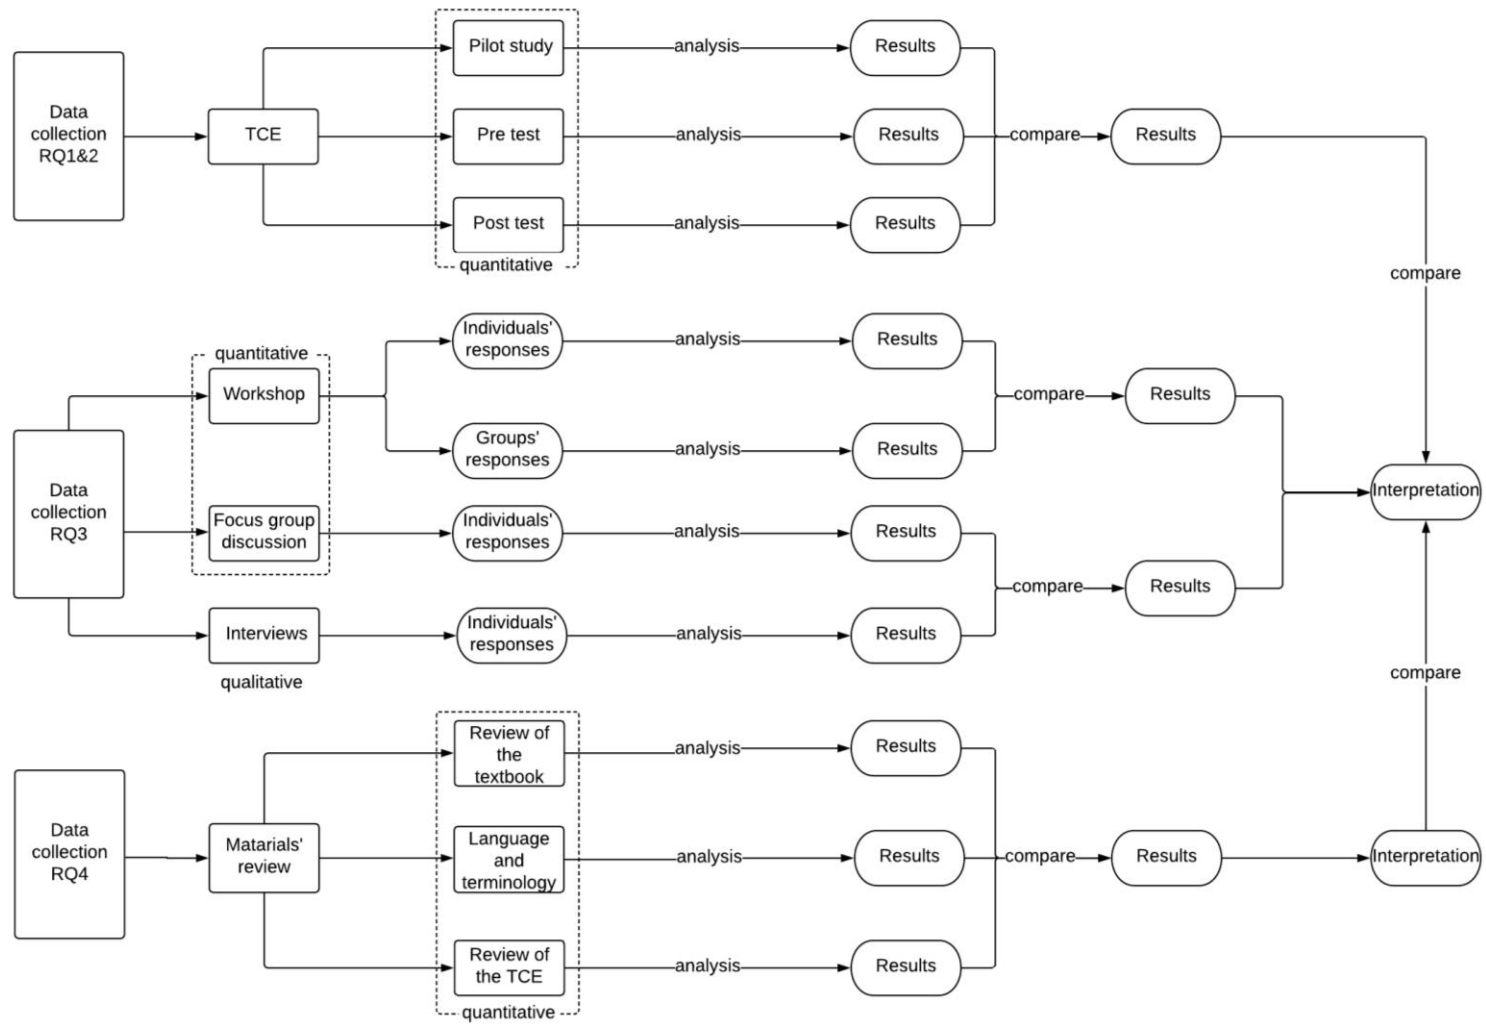 Pilot study
analysis
Results
Data
collection
RQ1&2
TCE
Pre test
analysis
Results
compare
Results
Post test
analysis
Results
quantitative
compare
quantitative
Workshop
Individuals'
responses
analysis
Results
compare
Results
Groups'
responses
analysis
Results
Data
collection
RQ3
Interpretation
Focus group
discussion
Individuals'
responses
analysis
Results
compare
Results
Interviews
Individuals'
responses
analysis
Results
qualitative
compare
Review of
the
textbook
analysis
Results
Data
collection
RQ4
Matarials'
review
Language
and
terminology
analysis
Results
compare
Results
Interpretation
Review of
the TCE
analysis
Results
quantitative